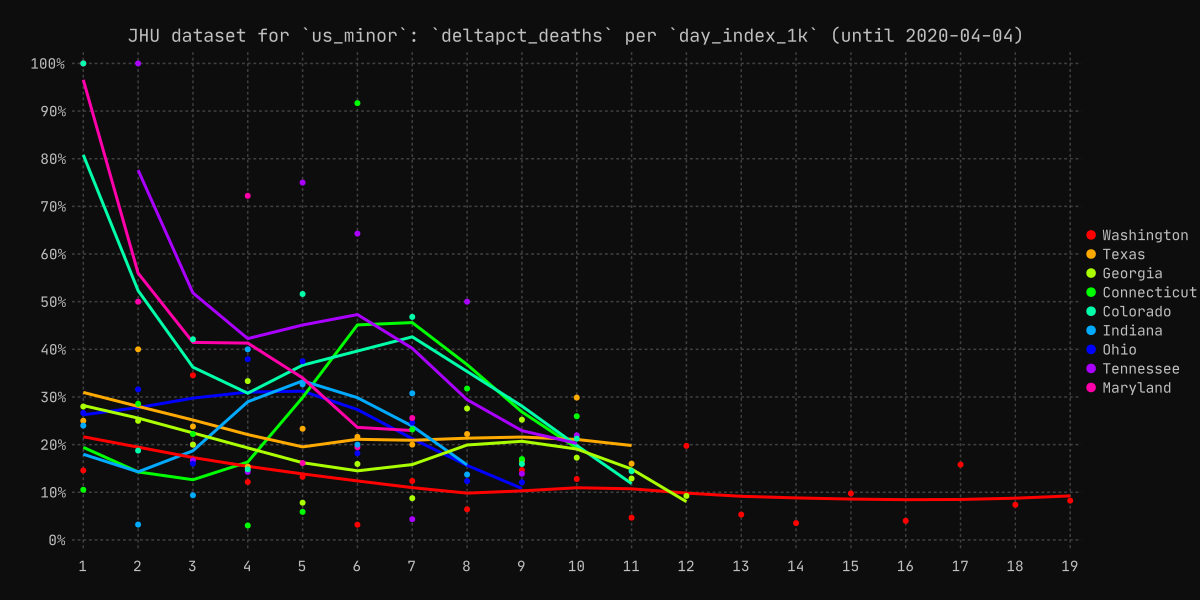 JHU dataset for `us_minor`: `deltapct_deaths` per `day_index_1k` (until 2020-04-04)
100%
90%
80%
70%
60%
50%
40%
30%
20%
10%
0%
1 2 3 4 5 6 7 8 9 10 11 12 13 14 15 16 17 18 19
Washington
Texas
Georgia
Connecticut
Colorado
Indiana
Ohio
Tennessee
Maryland